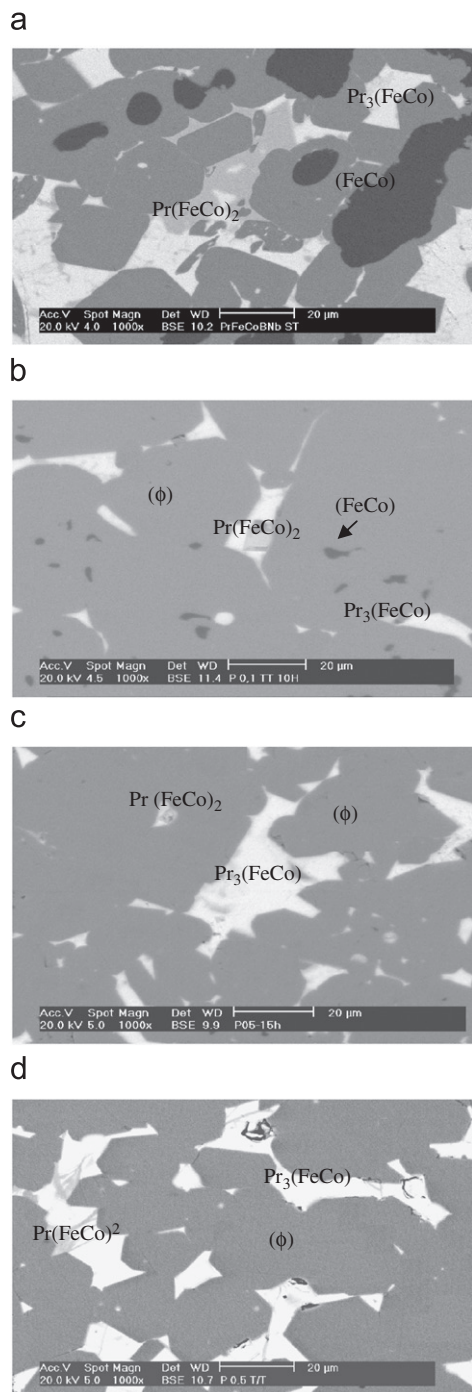 a
Pr₃(FeCo)
(FeCo)
Pr(FeCo)₂
Acc.V Spot Magn Det WD 20 µm
20.0 kV 4.0 1000x BSE 10.2 PrFeCoBNb ST
b
(ϕ)
(FeCo)
Pr(FeCo)₂
Pr₃(FeCo)
Acc.V Spot Magn Det WD 20 µm
20.0 kV 4.5 1000x BSE 11.4 P 0,1 TT 10H
c
Pr (FeCo)₂
(ϕ)
Pr₃(FeCo)
Acc.V Spot Magn Det WD 20 µm
20.0 kV 5.0 1000x BSE 9.9 P05-15h
d
Pr₃(FeCo)
Pr(FeCo)²
(ϕ)
Acc.V Spot Magn Det WD 20 µm
20.0 kV 5.0 1000x BSE 10.7 P 0.5 T/T